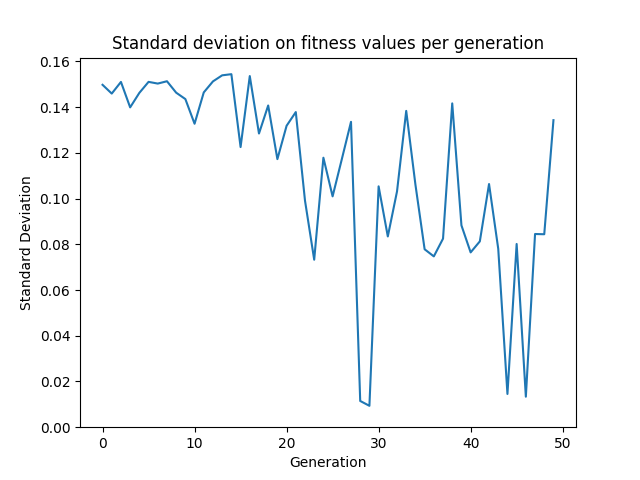 Standard deviation on fitness values per generation
0.16
0.14
0.12
0.10
0.08
0.06
0.04
0.02
0.00
Standard Deviation
0 10 20 30 40 50
Generation